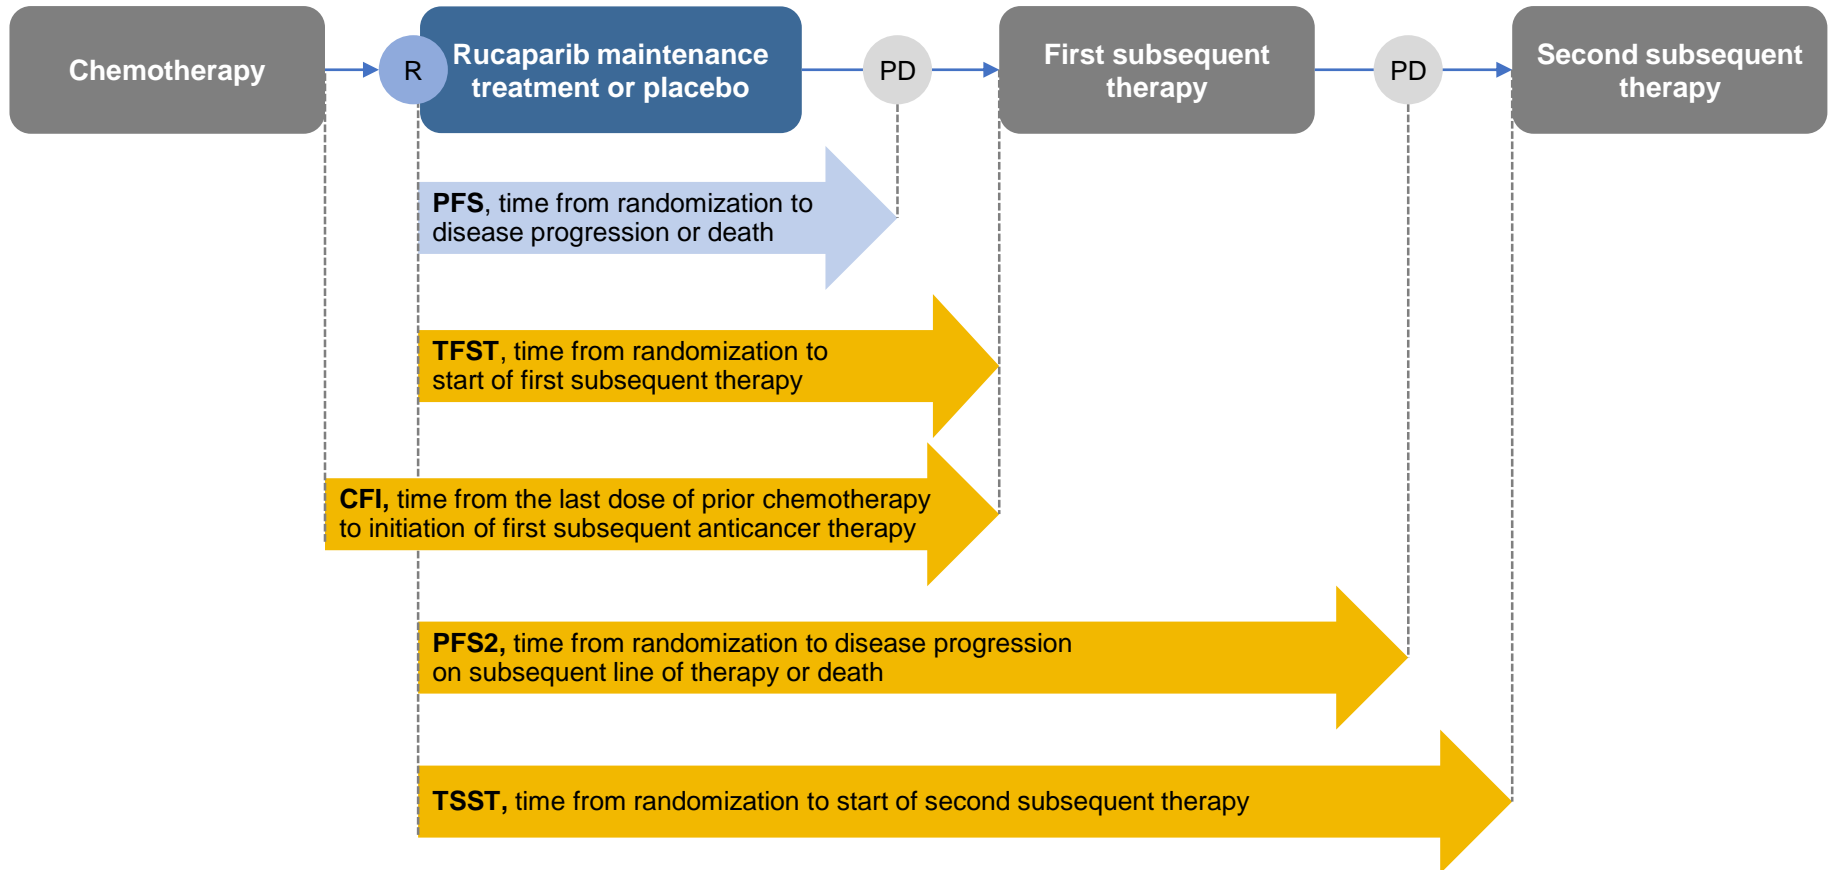 Chemotherapy
R
Rucaparib maintenance
treatment or placebo
PD
First subsequent
therapy
PD
Second subsequent
therapy
PFS, time from randomization to
disease progression or death
TFST, time from randomization to
start of first subsequent therapy
CFI, time from the last dose of prior chemotherapy
to initiation of first subsequent anticancer therapy
PFS2, time from randomization to disease progression
on subsequent line of therapy or death
TSST, time from randomization to start of second subsequent therapy